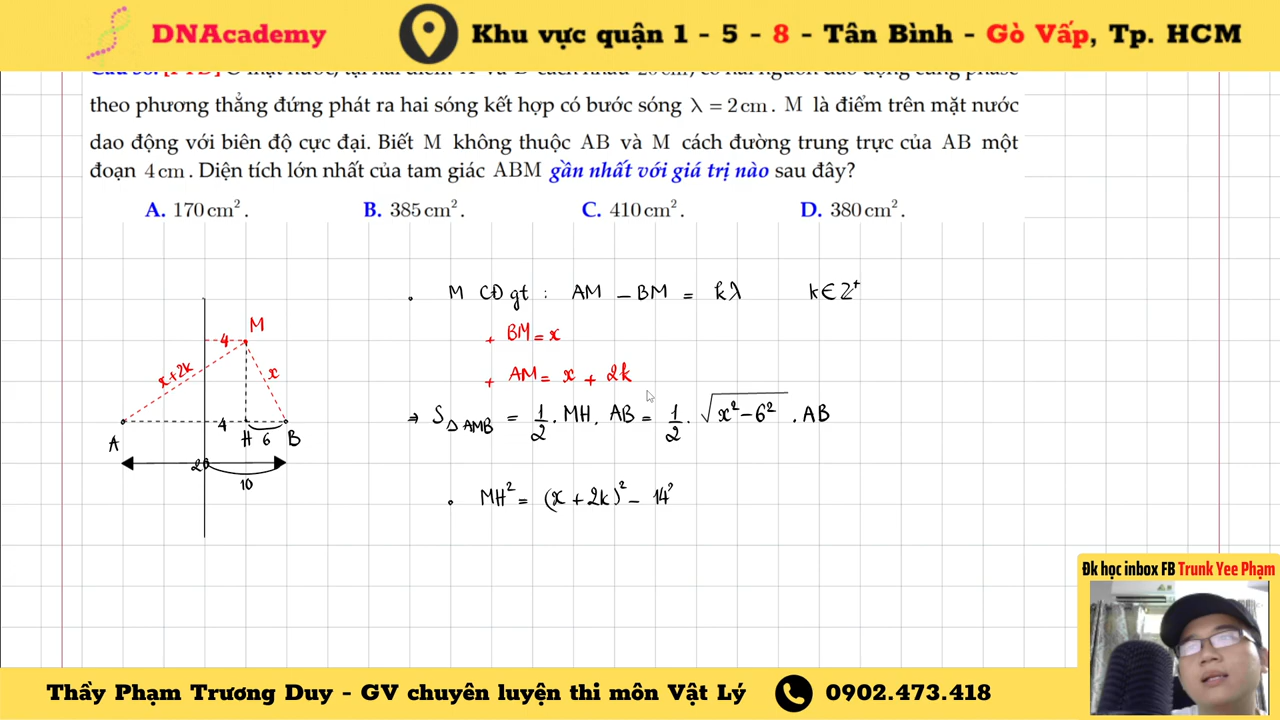 DNAcademy
Khu vực quận 1 - 5 - 8 - Tân Bình - Gò Vấp, Tp. HCM
theo phương thẳng đứng phát ra hai sóng kết hợp có bước sóng λ = 2 cm. M là điểm trên mặt nước
dao động với biên độ cực đại. Biết M không thuộc AB và M cách đường trung trực của AB một
đoạn 4 cm. Diện tích lớn nhất của tam giác ABM gần nhất với giá trị nào sau đây?
A. 170 cm². B. 385 cm². C. 410 cm². D. 380 cm².
. M CĐ gt : AM - BM = kλ k ∈ Z⁺
+ BM = x
+ AM = x + 2k
→ S△AMB = 1/2 . MH . AB = 1/2 . √(x² - 6²) . AB
. MH² = (x + 2k)² - 14²
M
4
x+2k
x
4
A
H 6 B
20
10
Đk học inbox FB Trunk Yee Phạm
Thầy Phạm Trương Duy - GV chuyên luyện thi môn Vật Lý 0902.473.418